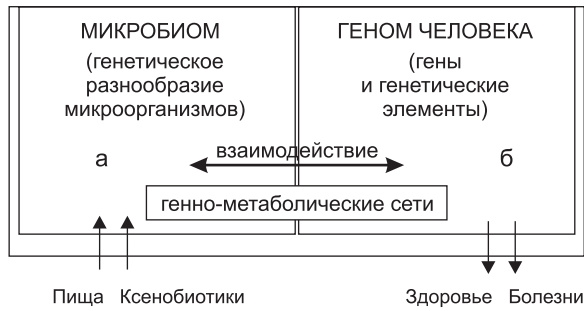 МИКРОБИОМ
(генетическое
разнообразие
микроорганизмов)
а
ГЕНОМ ЧЕЛОВЕКА
(гены
и генетические
элементы)
б
взаимодействие
генно-метаболические сети
Пища Ксенобиотики
Здоровье Болезни